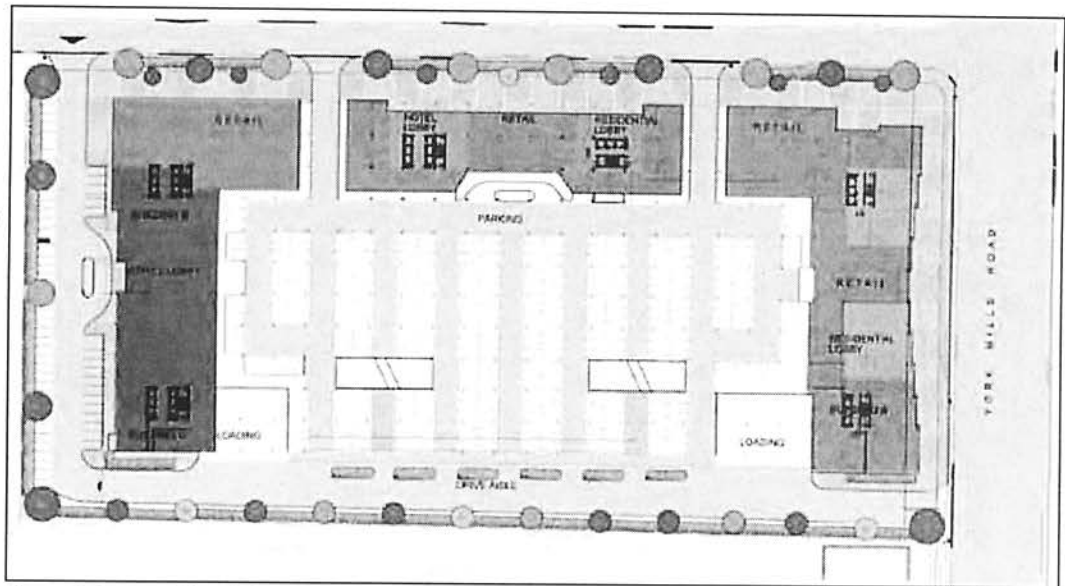 RETAIL
HOTEL
LOBBY
RETAIL
RESIDENTIAL
LOBBY
RETAIL
PARKING
RETAIL
RESIDENTIAL
LOBBY
LOADING
LOADING
DRIVE AISLE
YORK MILLS ROAD